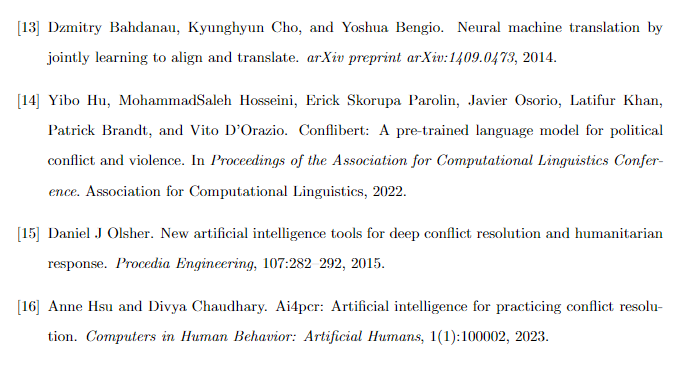 [13] Dzmitry Bahdanau, Kyunghyun Cho, and Yoshua Bengio. Neural machine translation by
jointly learning to align and translate. arXiv preprint arXiv:1409.0473, 2014.
[14] Yibo Hu, MohammadSaleh Hosseini, Erick Skorupa Parolin, Javier Osorio, Latifur Khan,
Patrick Brandt, and Vito D'Orazio. Conflibert: A pre-trained language model for political
conflict and violence. In Proceedings of the Association for Computational Linguistics Confer-
ence. Association for Computational Linguistics, 2022.
[15] Daniel J Olsher. New artificial intelligence tools for deep conflict resolution and humanitarian
response. Procedia Engineering, 107:282 292, 2015.
[16] Anne Hsu and Divya Chaudhary. Ai4pcr: Artificial intelligence for practicing conflict resolu-
tion. Computers in Human Behavior: Artificial Humans, 1(1):100002, 2023.